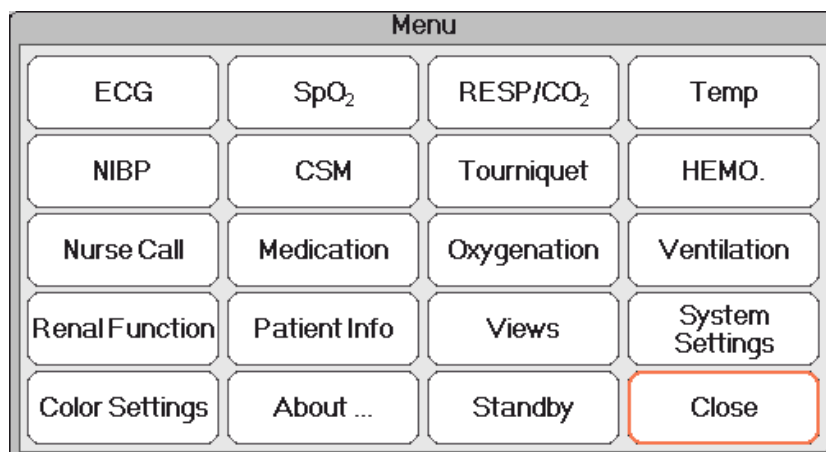 Menu
ECG SpO₂ RESP/CO₂ Temp
NIBP CSM Tourniquet HEMO.
Nurse Call Medication Oxygenation Ventilation
Renal Function Patient Info Views System Settings
Color Settings About ... Standby Close